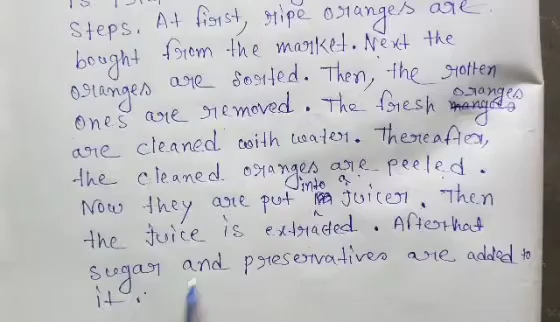 steps. At first, ripe oranges are
bought from the market. Next the
oranges are sorted. Then, the rotten
ones are removed. The fresh oranges
are cleaned with water. Thereafter,
the cleaned oranges are peeled.
Now they are put into a juicer. Then
the juice is extracted. Afterthat
sugar and preservatives are added to
it.